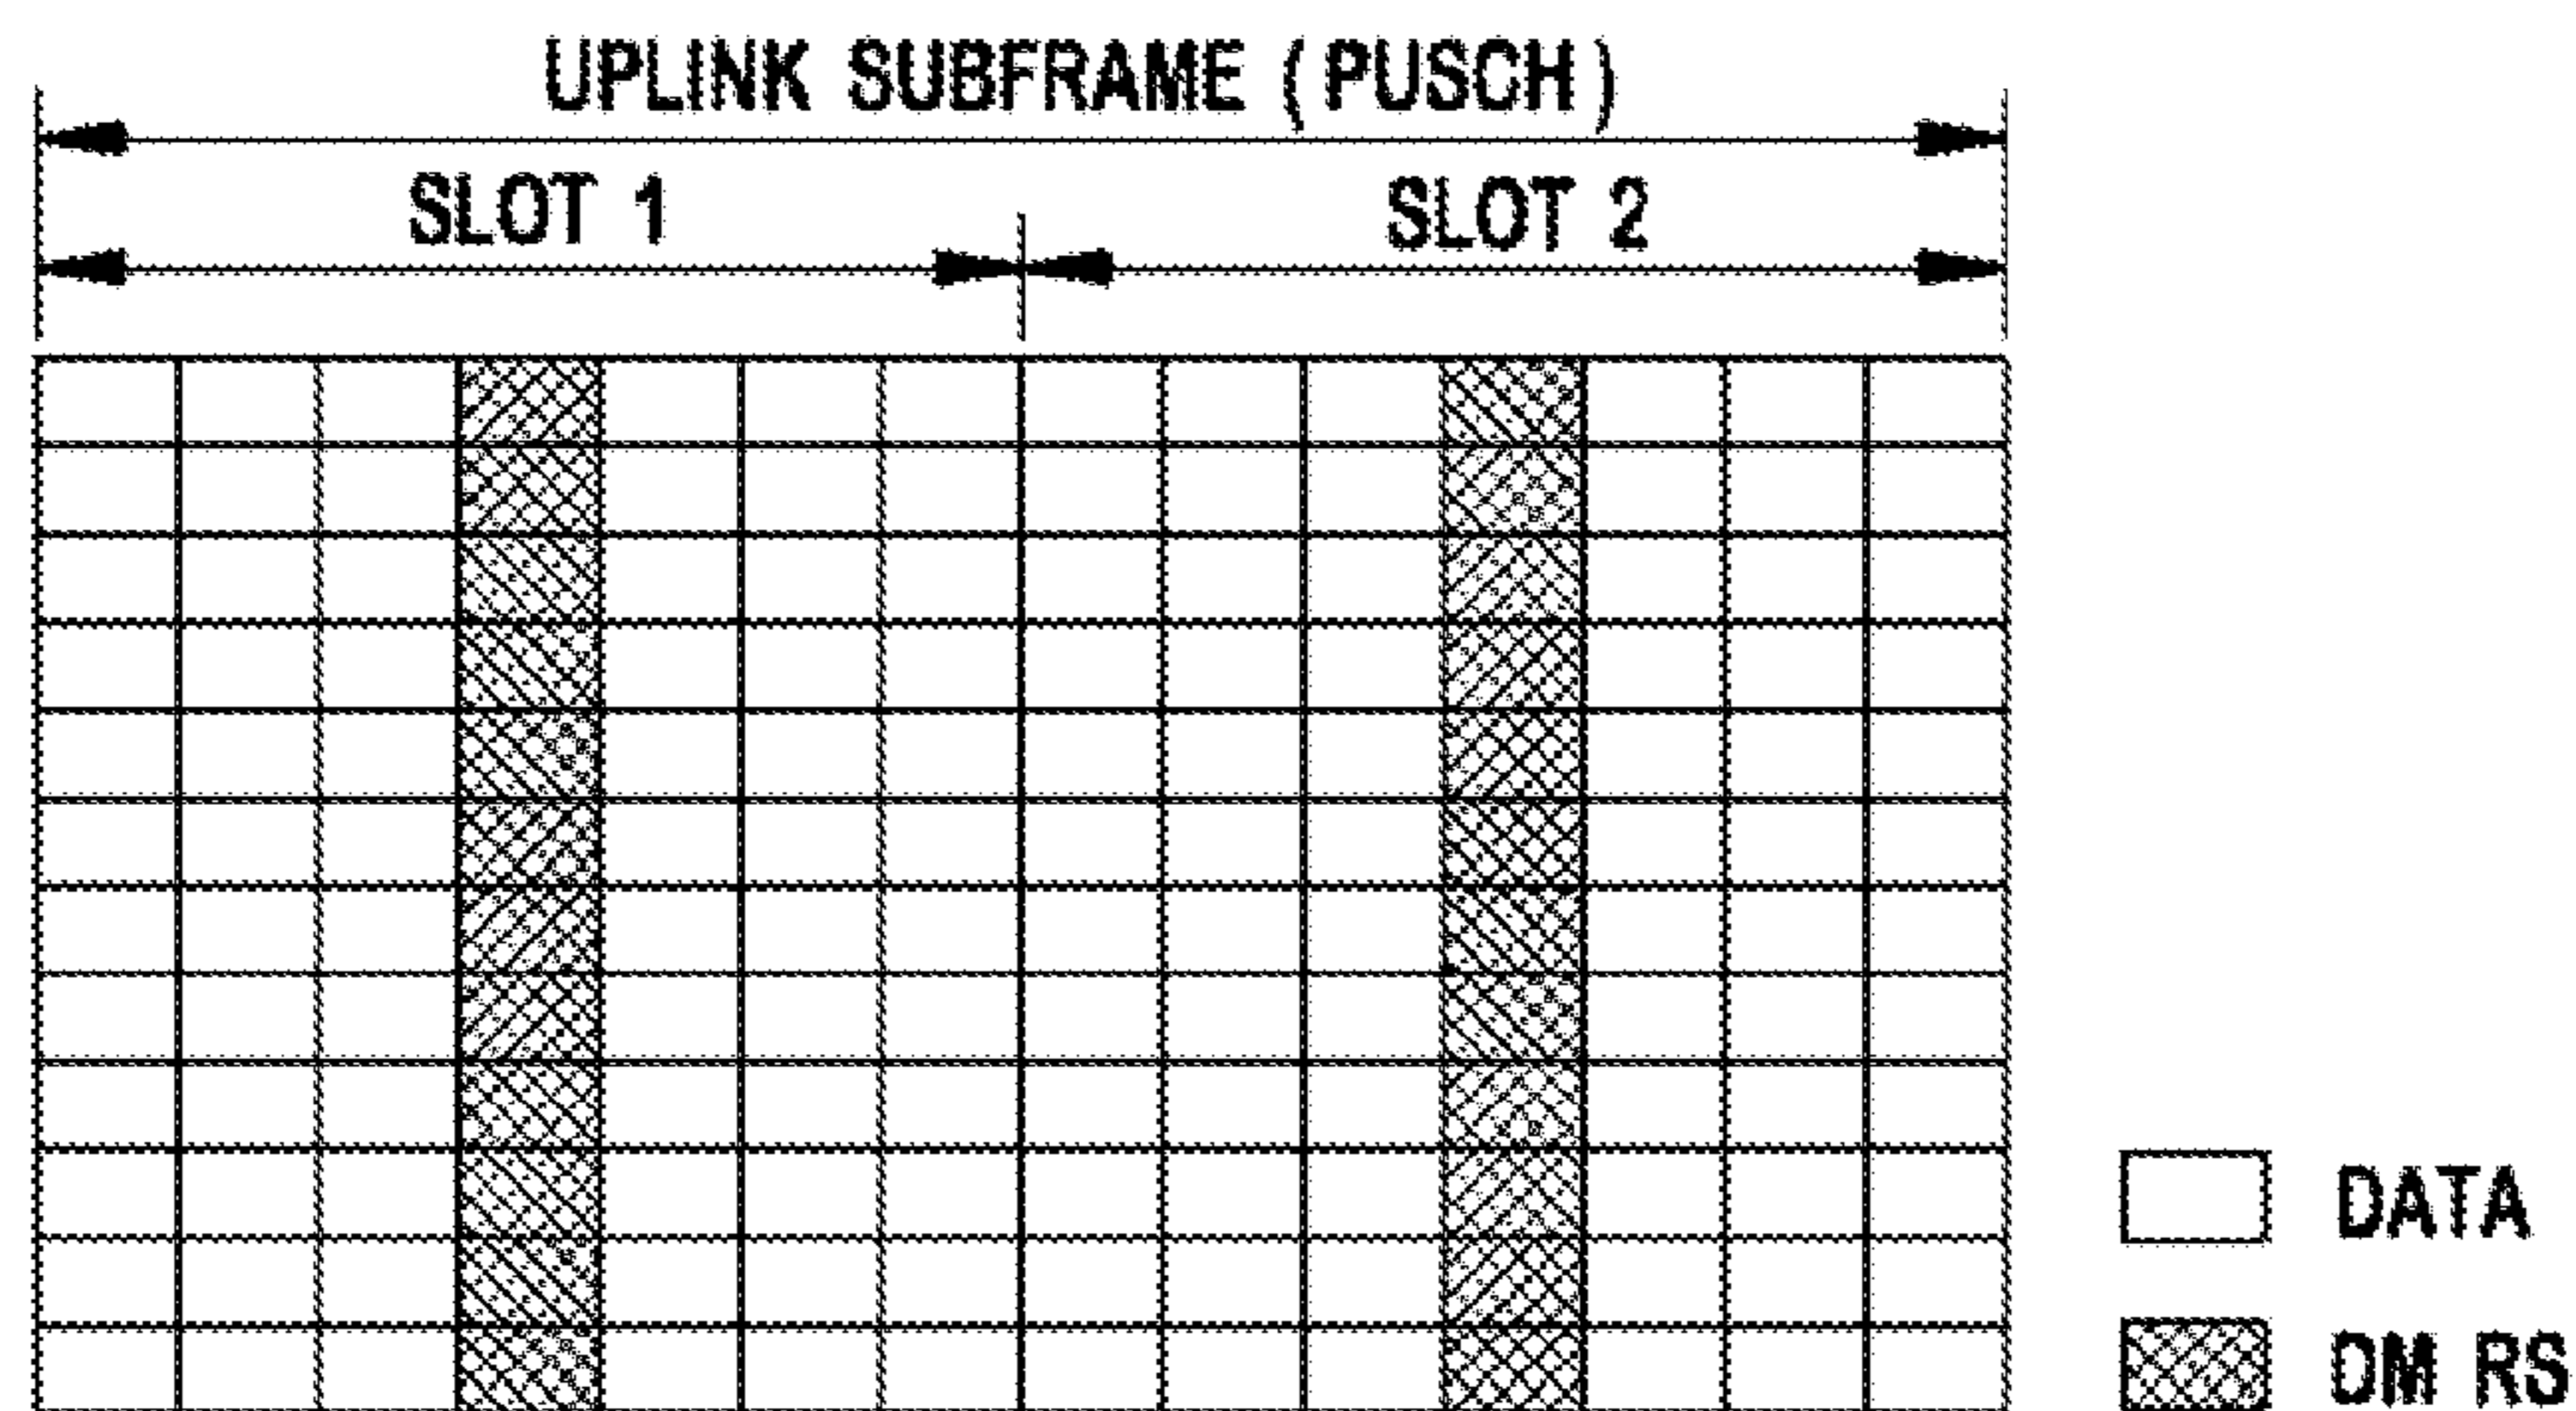 UPLINK SUBFRAME (PUSCH)
SLOT 1
SLOT 2
DATA
DM RS